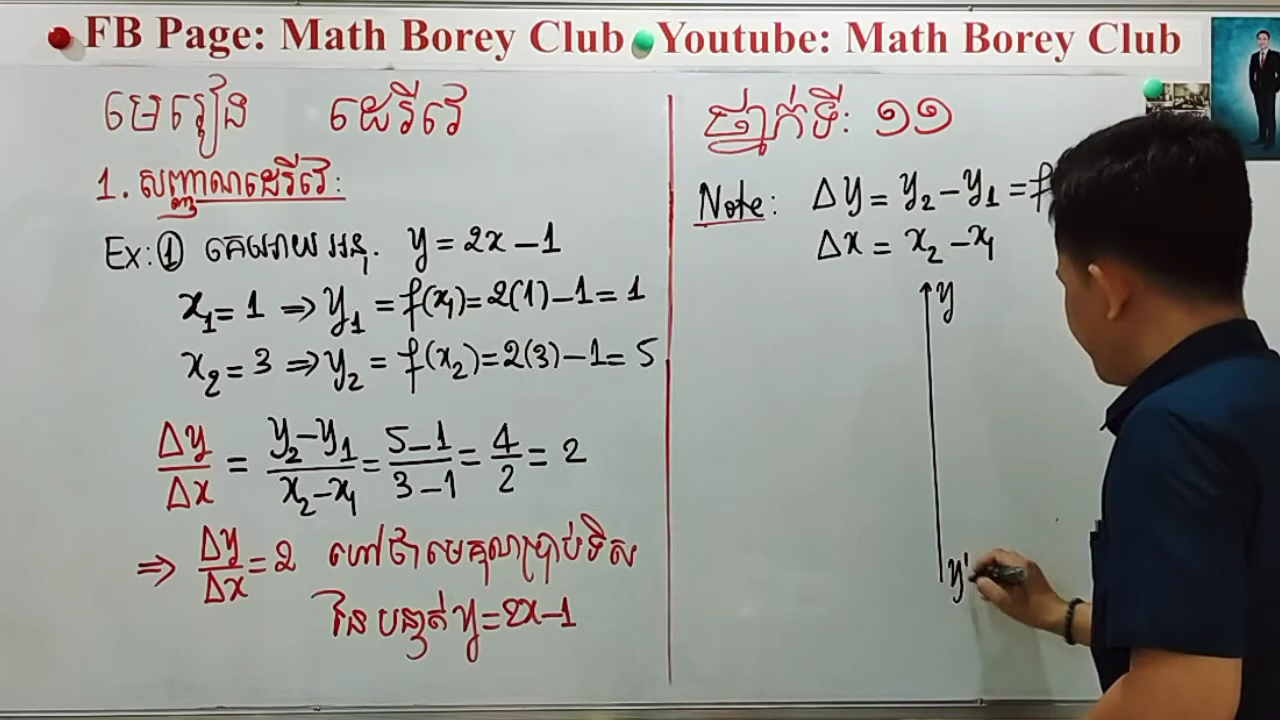 FB Page: Math Borey Club Youtube: Math Borey Club
មេរៀន ដេរីវេ
1. សញ្ញាណដេរីវេ:
Ex: ① គេអោយ អនុ. y = 2x - 1
x₁ = 1 ⇒ y₁ = f(x₁) = 2(1) - 1 = 1
x₂ = 3 ⇒ y₂ = f(x₂) = 2(3) - 1 = 5
Δy/Δx = (y₂ - y₁)/(x₂ - x₁) = (5 - 1)/(3 - 1) = 4/2 = 2
⇒ Δy/Δx = 2 ហៅថាមេគុណប្រាប់ទិស
នៃបន្ទាត់ y = 2x - 1
ថ្នាក់ទី: ១១
Note: Δy = y₂ - y₁ = f
Δx = x₂ - x₁
y
y'